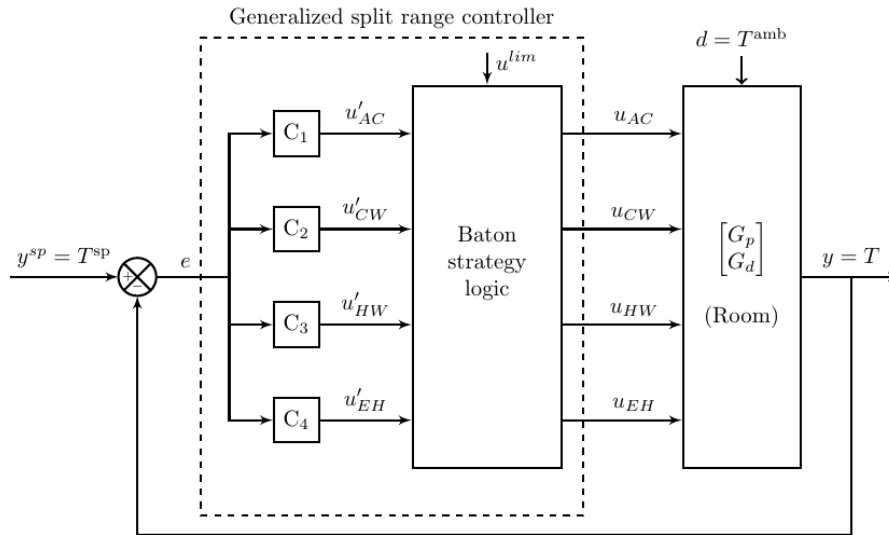 Generalized split range controller
u^{lim}
d = T^{amb}
C_1
u'_{AC}
u_{AC}
C_2
u'_{CW}
u_{CW}
y^{sp} = T^{sp}
+
−
e
Baton
strategy
logic
[G_p
G_d]
(Room)
y = T
C_3
u'_{HW}
u_{HW}
C_4
u'_{EH}
u_{EH}